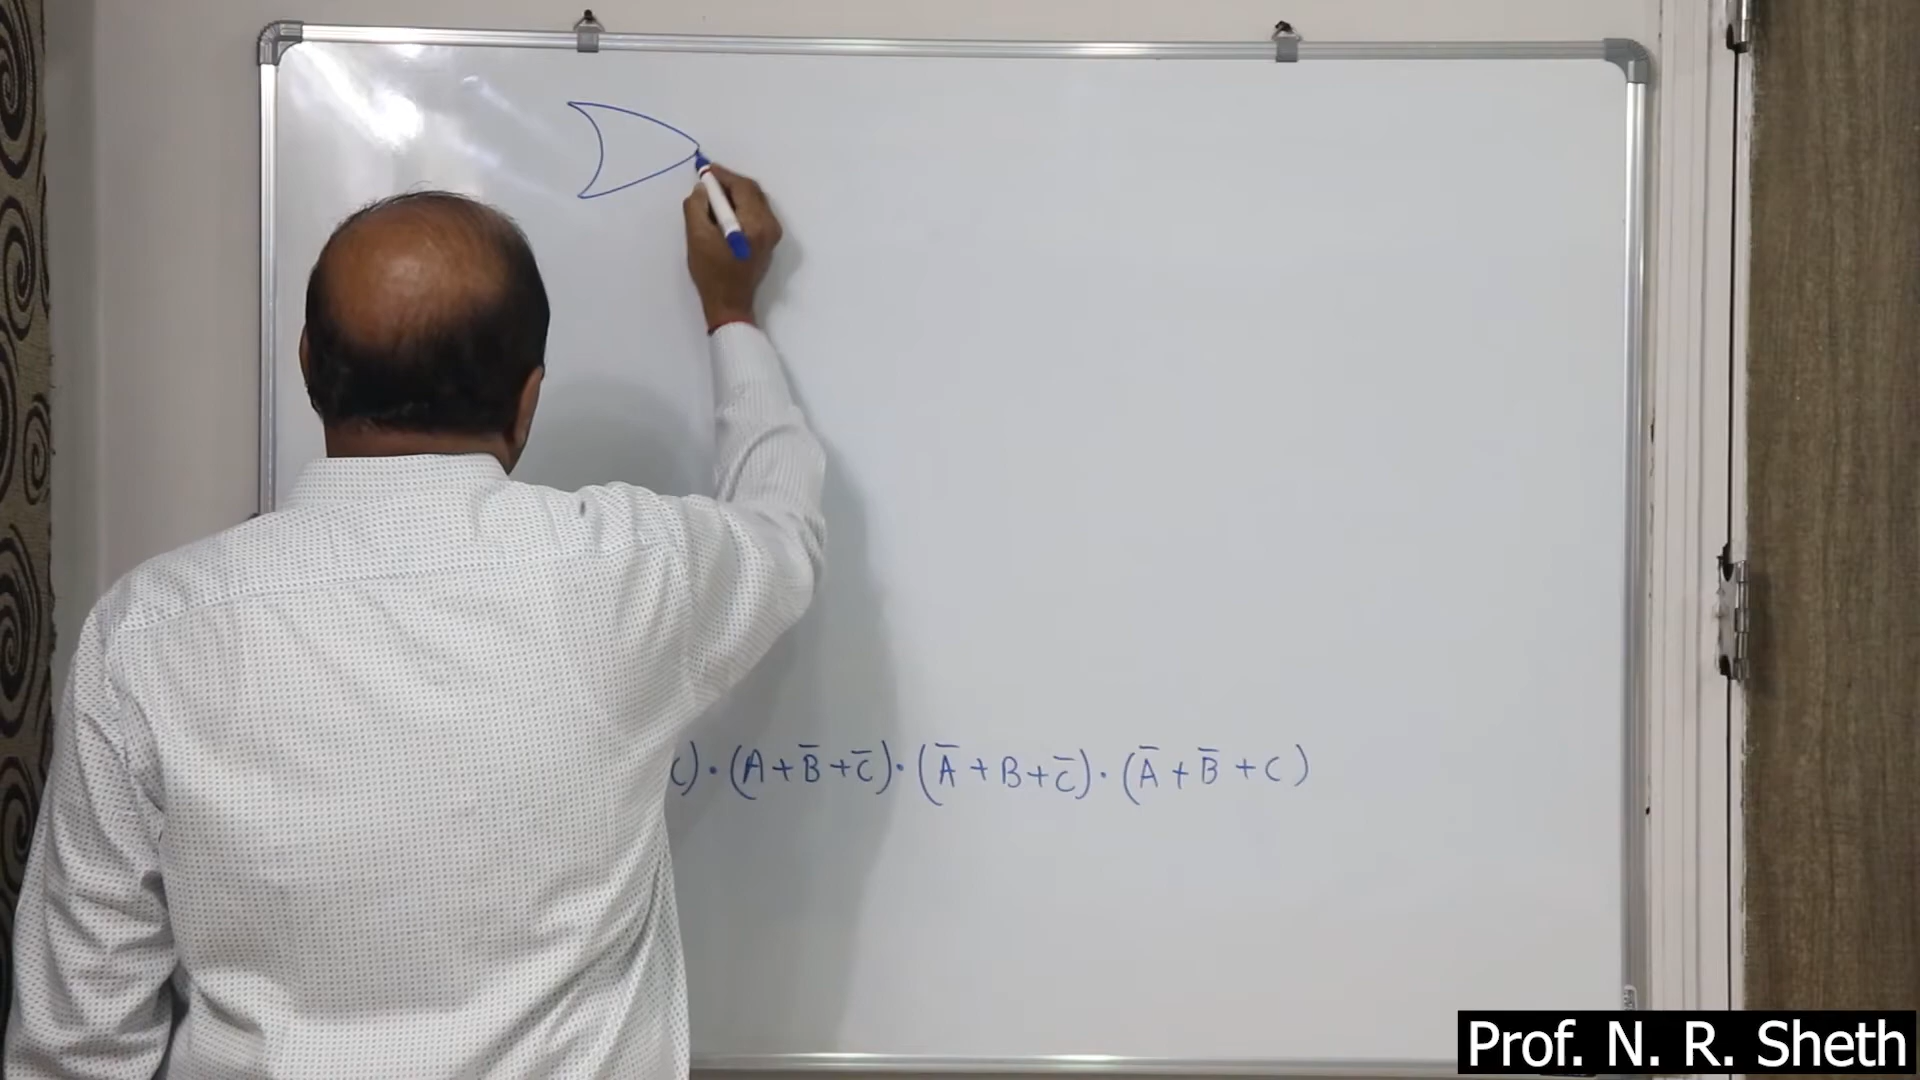 C) · (A + B̅ + C̅) · (A̅ + B + C̅) · (A̅ + B̅ + C)
Prof. N. R. Sheth